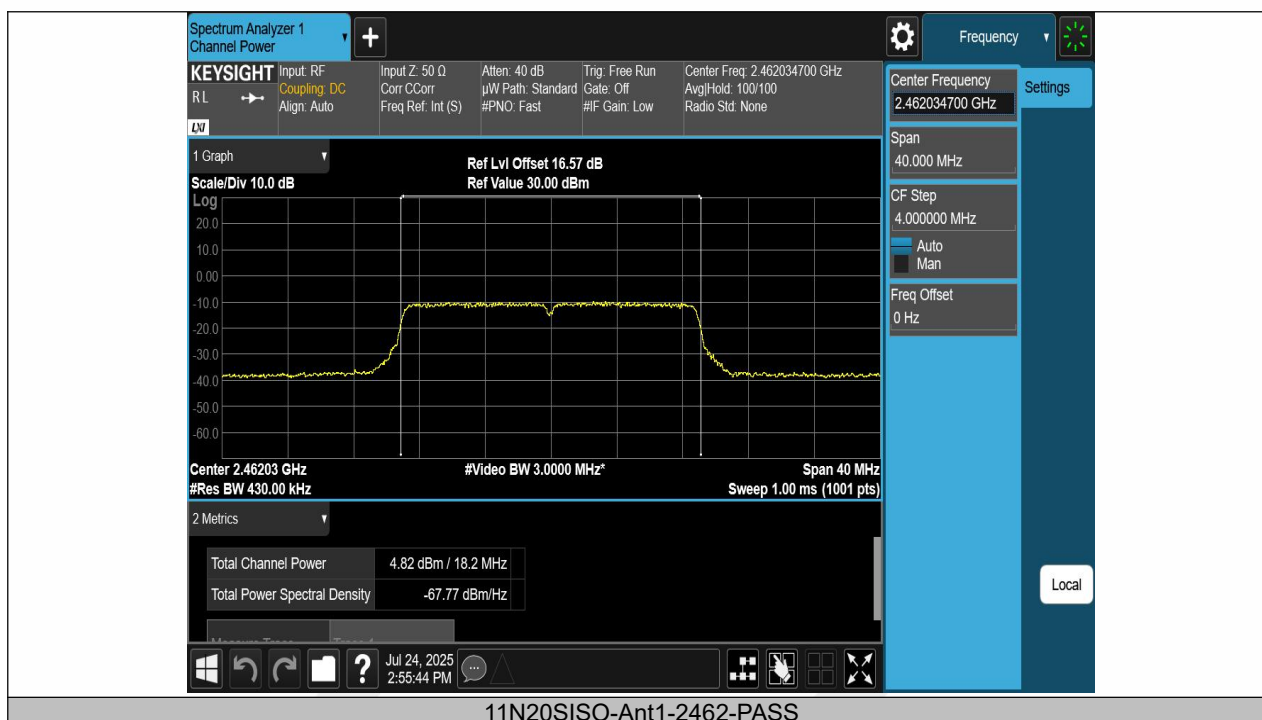 Spectrum Analyzer 1
Channel Power
+
Frequency
KEYSIGHT
RL
LXI
Input: RF
Coupling: DC
Align: Auto
Input Z: 50 Ω
Corr CCorr
Freq Ref: Int (S)
Atten: 40 dB
µW Path: Standard
#PNO: Fast
Trig: Free Run
Gate: Off
#IF Gain: Low
Center Freq: 2.462034700 GHz
Avg|Hold: 100/100
Radio Std: None
Center Frequency
2.462034700 GHz
Settings
Span
40.000 MHz
CF Step
4.000000 MHz
Auto
Man
Freq Offset
0 Hz
Local
1 Graph
Scale/Div 10.0 dB
Ref Lvl Offset 16.57 dB
Ref Value 30.00 dBm
Log
20.0
10.0
0.00
-10.0
-20.0
-30.0
-40.0
-50.0
-60.0
Center 2.46203 GHz
#Video BW 3.0000 MHz*
Span 40 MHz
#Res BW 430.00 kHz
Sweep 1.00 ms (1001 pts)
2 Metrics
Total Channel Power 4.82 dBm / 18.2 MHz
Total Power Spectral Density -67.77 dBm/Hz
?
Jul 24, 2025
2:55:44 PM
11N20SISO-Ant1-2462-PASS